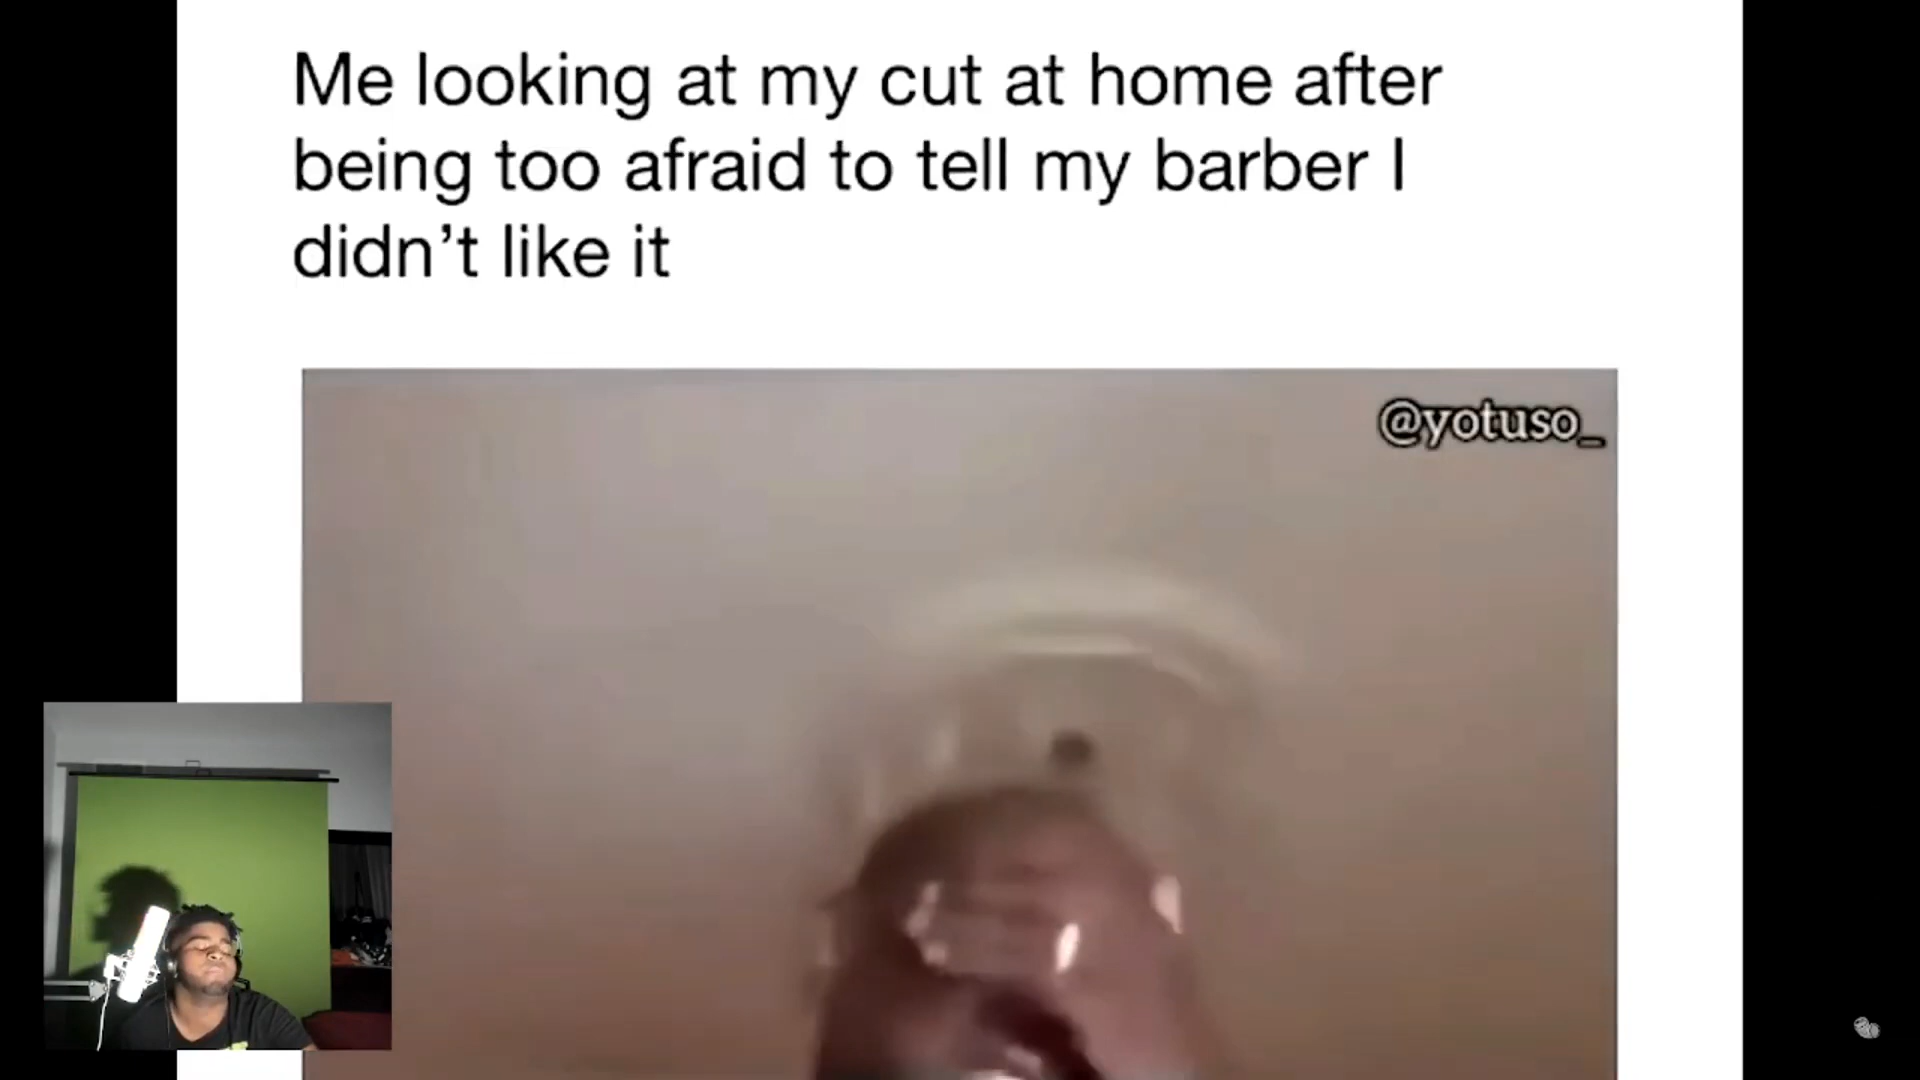 Me looking at my cut at home after
being too afraid to tell my barber I
didn’t like it
@yotuso_